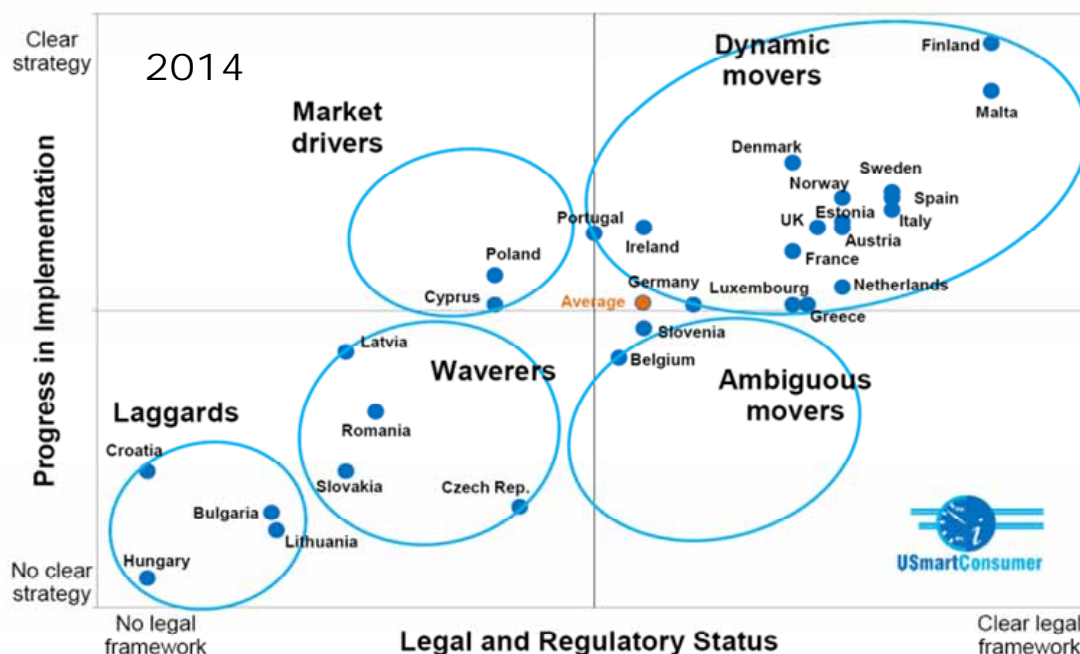 Clear
strategy
2014
Dynamic
movers
Finland
Malta
Market
drivers
Denmark
Sweden
Norway
Spain
Portugal
UK
Estonia
Italy
Ireland
Austria
Poland
France
Germany
Luxembourg
Netherlands
Cyprus
Average
Greece
Slovenia
Latvia
Belgium
Waverers
Ambiguous
movers
Laggards
Romania
Croatia
Slovakia
Czech Rep.
Bulgaria
Lithuania
Hungary
USmartConsumer
No clear
strategy
Progress in Implementation
No legal
framework
Legal and Regulatory Status
Clear legal
framework